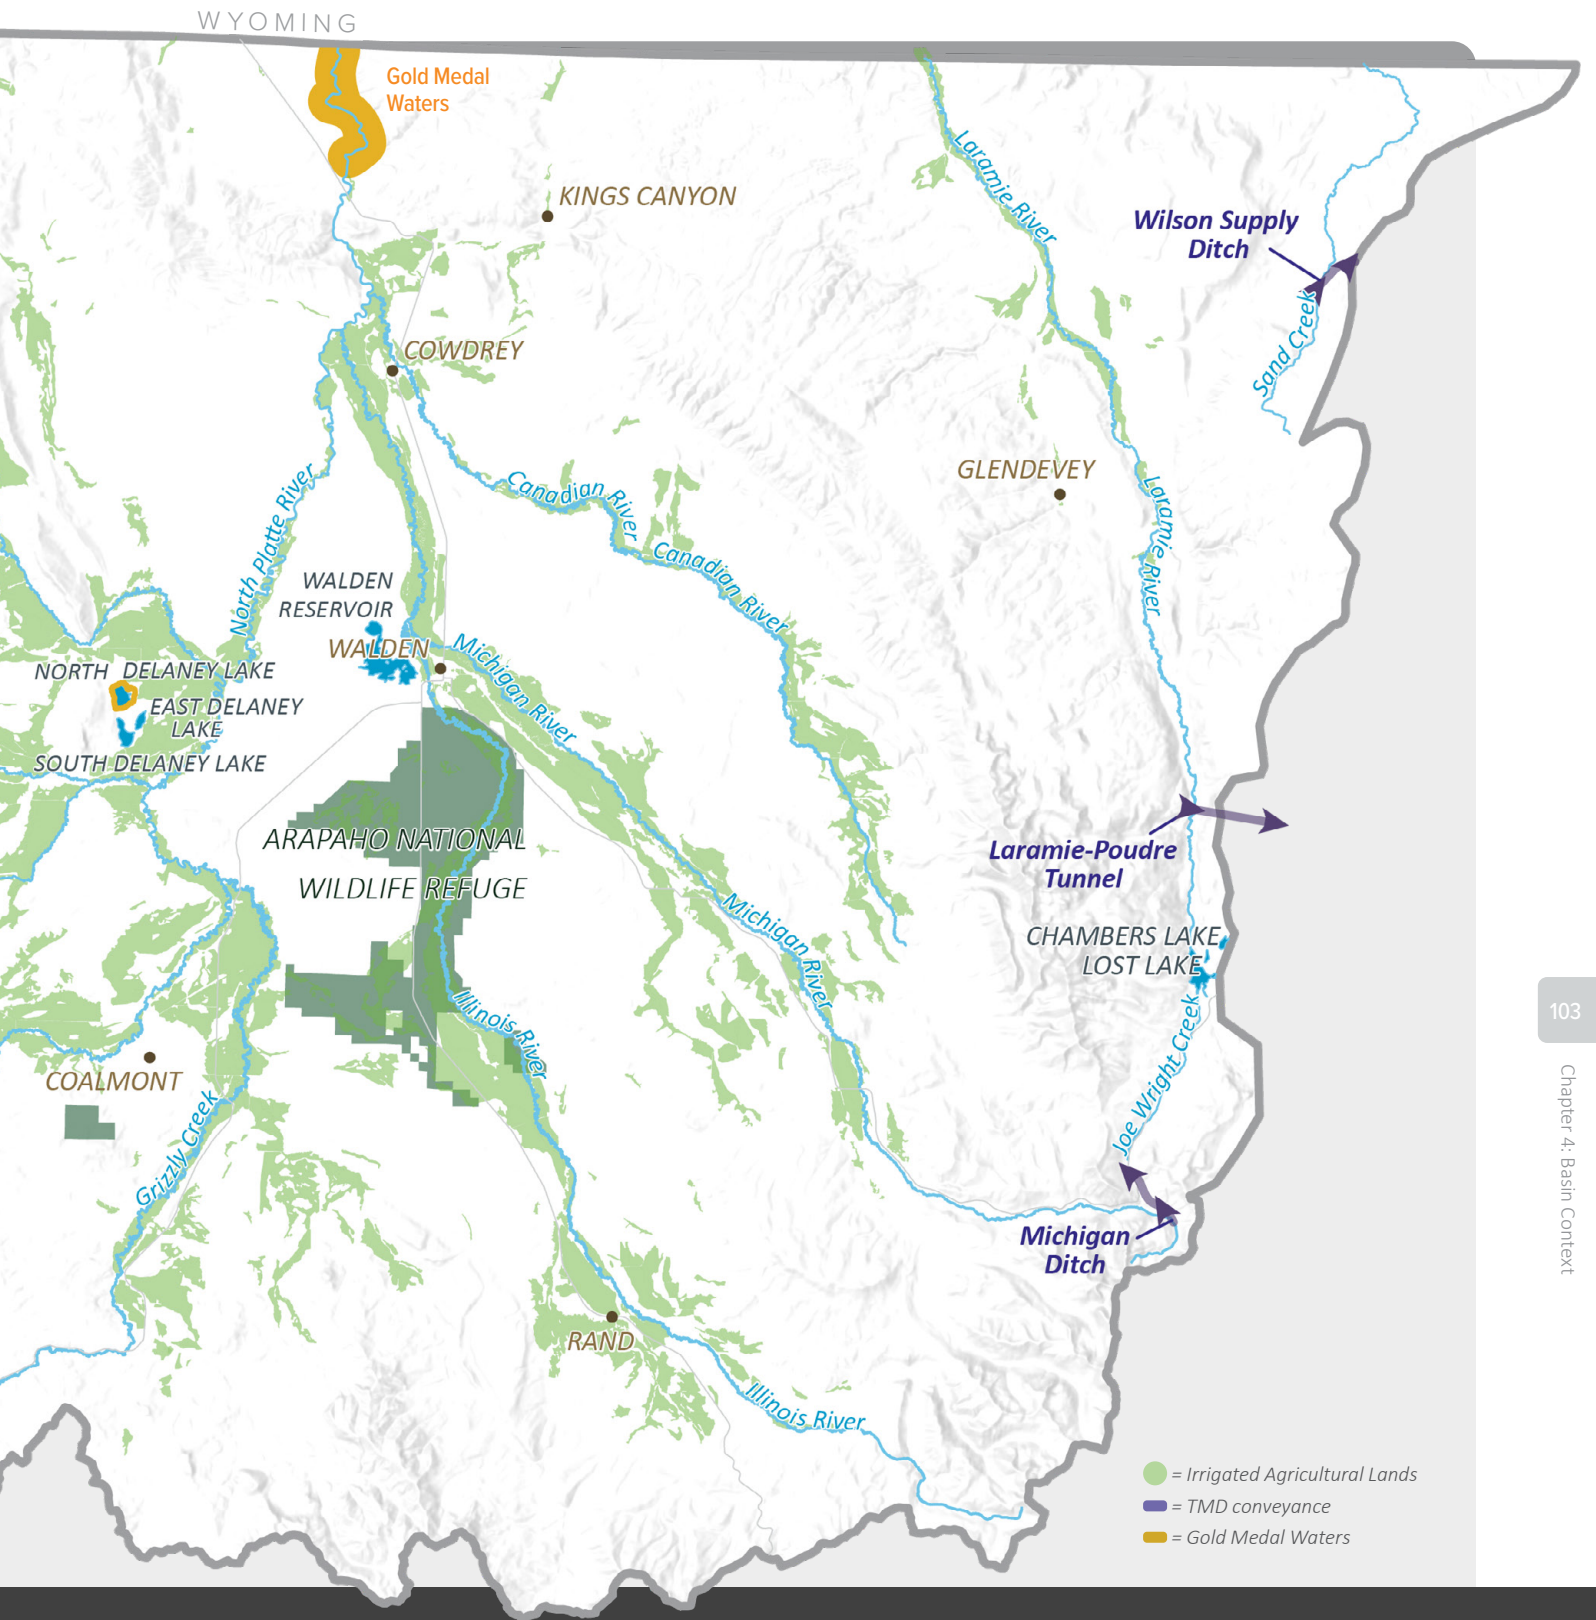 WYOMING
Gold Medal
Waters
KINGS CANYON
Laramie River
Wilson Supply
Ditch
Sand Creek
COWDREY
GLENDEVEY
Canadian River
Laramie River
North Platte River
Canadian River
WALDEN
RESERVOIR
WALDEN
Michigan River
NORTH DELANEY LAKE
EAST DELANEY
LAKE
SOUTH DELANEY LAKE
ARAPAHO NATIONAL
WILDLIFE REFUGE
Laramie-Poudre
Tunnel
Michigan River
CHAMBERS LAKE
LOST LAKE
Illinois River
Joe Wright Creek
COALMONT
Grizzly Creek
Michigan
Ditch
RAND
Illinois River
= Irrigated Agricultural Lands
= TMD conveyance
= Gold Medal Waters
103
Chapter 4: Basin Context